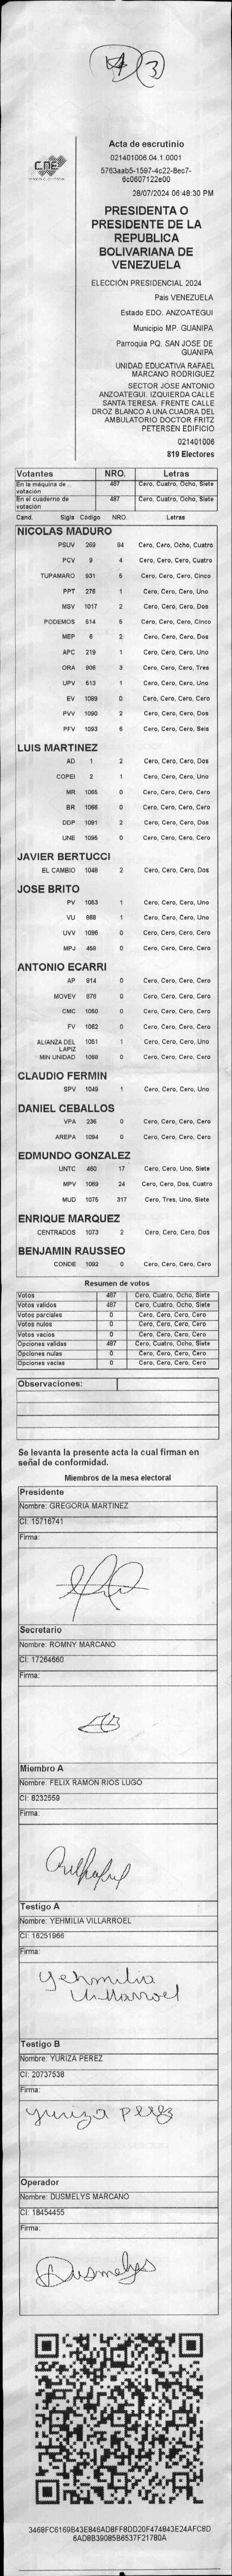 4 3
CNE
Acta de escrutinio
021401006.04.1.0001
5763aab5-1597-4c22-8ec7-
6c0607122e00
28/07/2024 06:48:30 PM
PRESIDENTA O
PRESIDENTE DE LA
REPUBLICA
BOLIVARIANA DE
VENEZUELA
ELECCIÓN PRESIDENCIAL 2024
Pais VENEZUELA
Estado EDO. ANZOATEGUI
Municipio MP. GUANIPA
Parroquia PQ. SAN JOSE DE
GUANIPA
UNIDAD EDUCATIVA RAFAEL
MARCANO RODRIGUEZ
SECTOR JOSE ANTONIO
ANZOATEGUI. IZQUIERDA CALLE
SANTA TERESA. FRENTE CALLE
DROZ BLANCO A UNA CUADRA DEL
AMBULATORIO DOCTOR FRITZ
PETERSEN EDIFICIO
021401006
819 Electores
Votantes NRO. Letras
En la máquina de votación 487 Cero, Cuatro, Ocho, Siete
En el cuaderno de votación 487 Cero, Cuatro, Ocho, Siete
Cand. Sigla Código NRO. Letras
NICOLAS MADURO
PSUV 269 84 Cero, Cero, Ocho, Cuatro
PCV 9 4 Cero, Cero, Cero, Cuatro
TUPAMARO 931 5 Cero, Cero, Cero, Cinco
PPT 276 1 Cero, Cero, Cero, Uno
MSV 1017 2 Cero, Cero, Cero, Dos
PODEMOS 514 5 Cero, Cero, Cero, Cinco
MEP 6 2 Cero, Cero, Cero, Dos
APC 219 1 Cero, Cero, Cero, Uno
ORA 906 3 Cero, Cero, Cero, Tres
UPV 613 1 Cero, Cero, Cero, Uno
EV 1089 0 Cero, Cero, Cero, Cero
PVV 1090 2 Cero, Cero, Cero, Dos
PFV 1093 6 Cero, Cero, Cero, Seis
LUIS MARTINEZ
AD 1 2 Cero, Cero, Cero, Dos
COPEI 2 1 Cero, Cero, Cero, Uno
MR 1065 0 Cero, Cero, Cero, Cero
BR 1066 0 Cero, Cero, Cero, Cero
DDP 1091 2 Cero, Cero, Cero, Dos
UNE 1095 0 Cero, Cero, Cero, Cero
JAVIER BERTUCCI
EL CAMBIO 1048 2 Cero, Cero, Cero, Dos
JOSE BRITO
PV 1053 1 Cero, Cero, Cero, Uno
VU 868 1 Cero, Cero, Cero, Uno
UVV 1096 0 Cero, Cero, Cero, Cero
MPJ 458 0 Cero, Cero, Cero, Cero
ANTONIO ECARRI
AP 814 0 Cero, Cero, Cero, Cero
MOVEV 878 0 Cero, Cero, Cero, Cero
CMC 1050 0 Cero, Cero, Cero, Cero
FV 1062 0 Cero, Cero, Cero, Cero
ALIANZA DEL LAPIZ 1051 1 Cero, Cero, Cero, Uno
MIN UNIDAD 1068 0 Cero, Cero, Cero, Cero
CLAUDIO FERMIN
SPV 1049 1 Cero, Cero, Cero, Uno
DANIEL CEBALLOS
VPA 236 0 Cero, Cero, Cero, Cero
AREPA 1094 0 Cero, Cero, Cero, Cero
EDMUNDO GONZALEZ
UNTC 460 17 Cero, Cero, Uno, Siete
MPV 1069 24 Cero, Cero, Dos, Cuatro
MUD 1075 317 Cero, Tres, Uno, Siete
ENRIQUE MARQUEZ
CENTRADOS 1073 2 Cero, Cero, Cero, Dos
BENJAMIN RAUSSEO
CONDE 1092 0 Cero, Cero, Cero, Cero
Resumen de votos
Votos 487 Cero, Cuatro, Ocho, Siete
Votos validos 487 Cero, Cuatro, Ocho, Siete
Votos parciales 0 Cero, Cero, Cero, Cero
Votos nulos 0 Cero, Cero, Cero, Cero
Votos vacios 0 Cero, Cero, Cero, Cero
Opciones validas 487 Cero, Cuatro, Ocho, Siete
Opciones nulas 0 Cero, Cero, Cero, Cero
Opciones vacias 0 Cero, Cero, Cero, Cero
Observaciones:
Se levanta la presente acta la cual firman en
señal de conformidad.
Miembros de la mesa electoral
Presidente
Nombre: GREGORIA MARTINEZ
CI: 15716741
Firma:
Secretario
Nombre: ROMNY MARCANO
CI: 17264660
Firma:
Miembro A
Nombre: FELIX RAMON RIOS LUGO
CI: 8232559
Firma:
Testigo A
Nombre: YEHMILIA VILLARROEL
CI: 16251966
Firma:
Yehmilia
Villarroel
Testigo B
Nombre: YURIZA PEREZ
CI: 20737538
Firma:
yuriza perez
Operador
Nombre: DUSMELYS MARCANO
CI: 18454455
Firma:
Dusmelys
3468FC6169B43E846AD8FF8DD20F474843E24AFC8D
6AD8B39085B6537F21780A